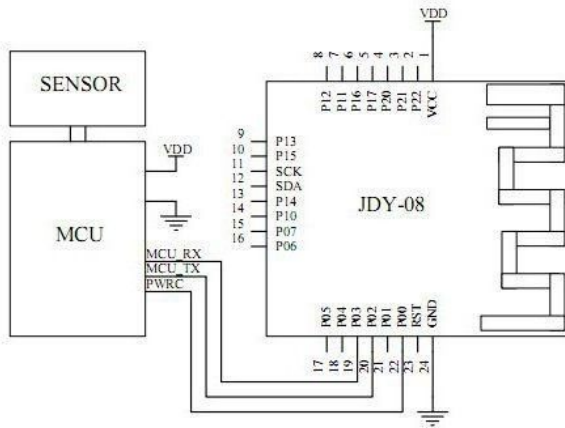 VDD
8 7 6 5 4 3 2 1
P12 P11 P16 P17 P20 P21 P22 VCC
SENSOR
VDD
MCU
MCU_RX
MCU_TX
PWRC
9 P13
10 P15
11 SCK
12 SDA
13 P14
14 P10
15 P07
16 P06
JDY-08
P05 P04 P03 P02 P01 P00 RST GND
17 18 19 20 21 22 23 24